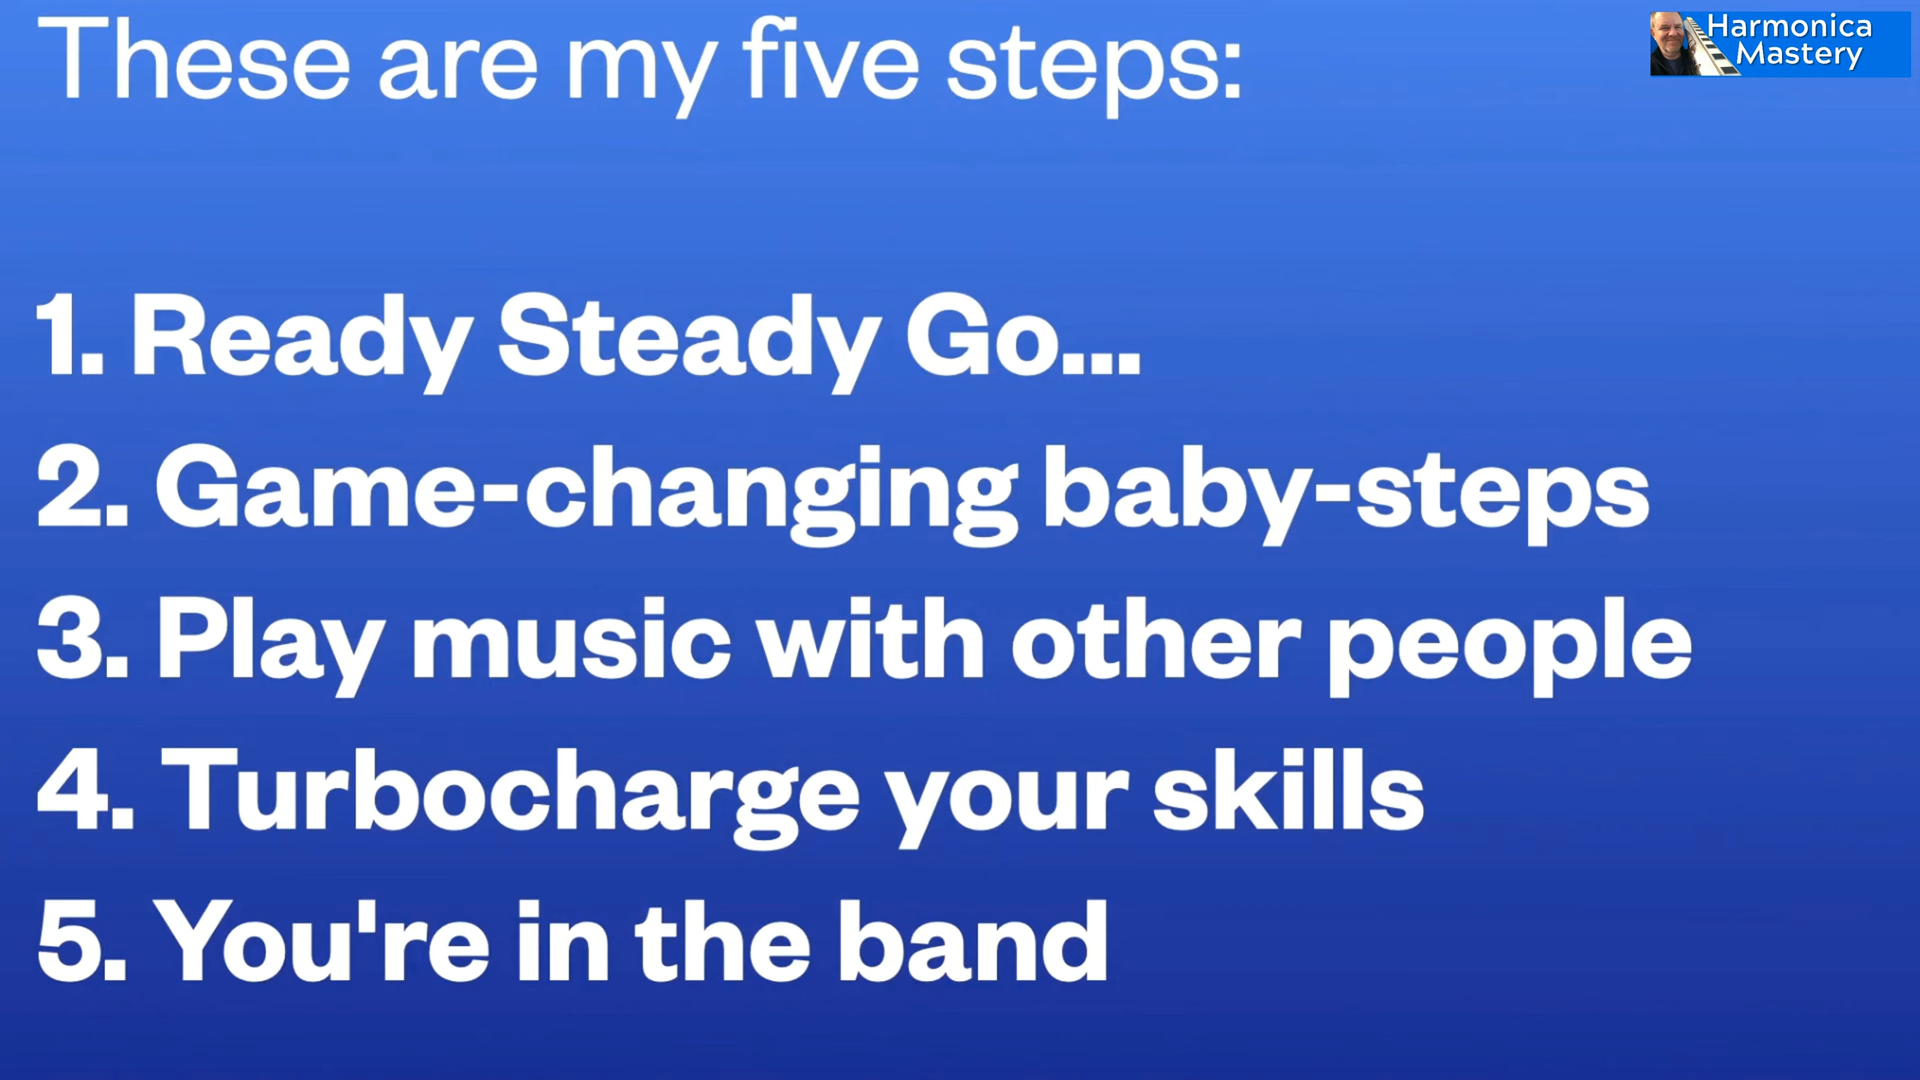 These are my five steps:
Harmonica
Mastery
1. Ready Steady Go...
2. Game-changing baby-steps
3. Play music with other people
4. Turbocharge your skills
5. You're in the band